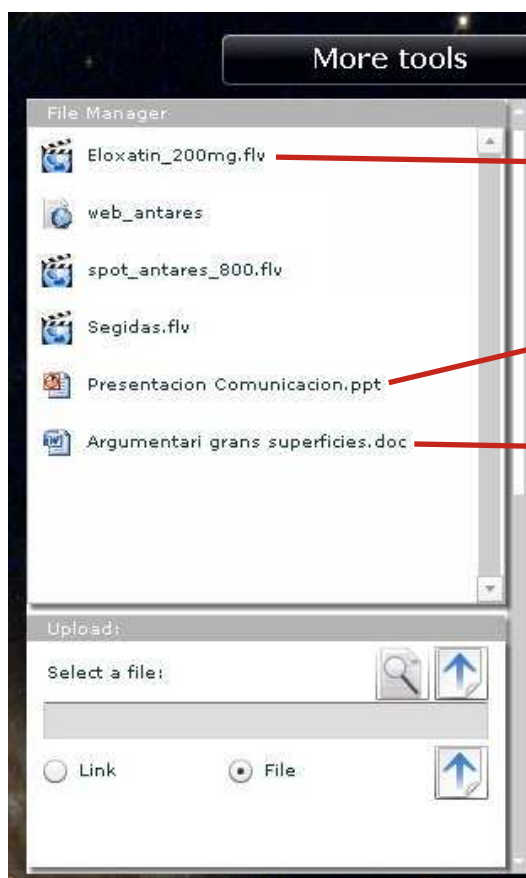 More tools
File Manager
Eloxatin_200mg.flv
web_antares
spot_antares_800.flv
Segidas.flv
Presentacion Comunicacion.ppt
Argumentari grans superficies.doc
Upload:
Select a file:
Link File